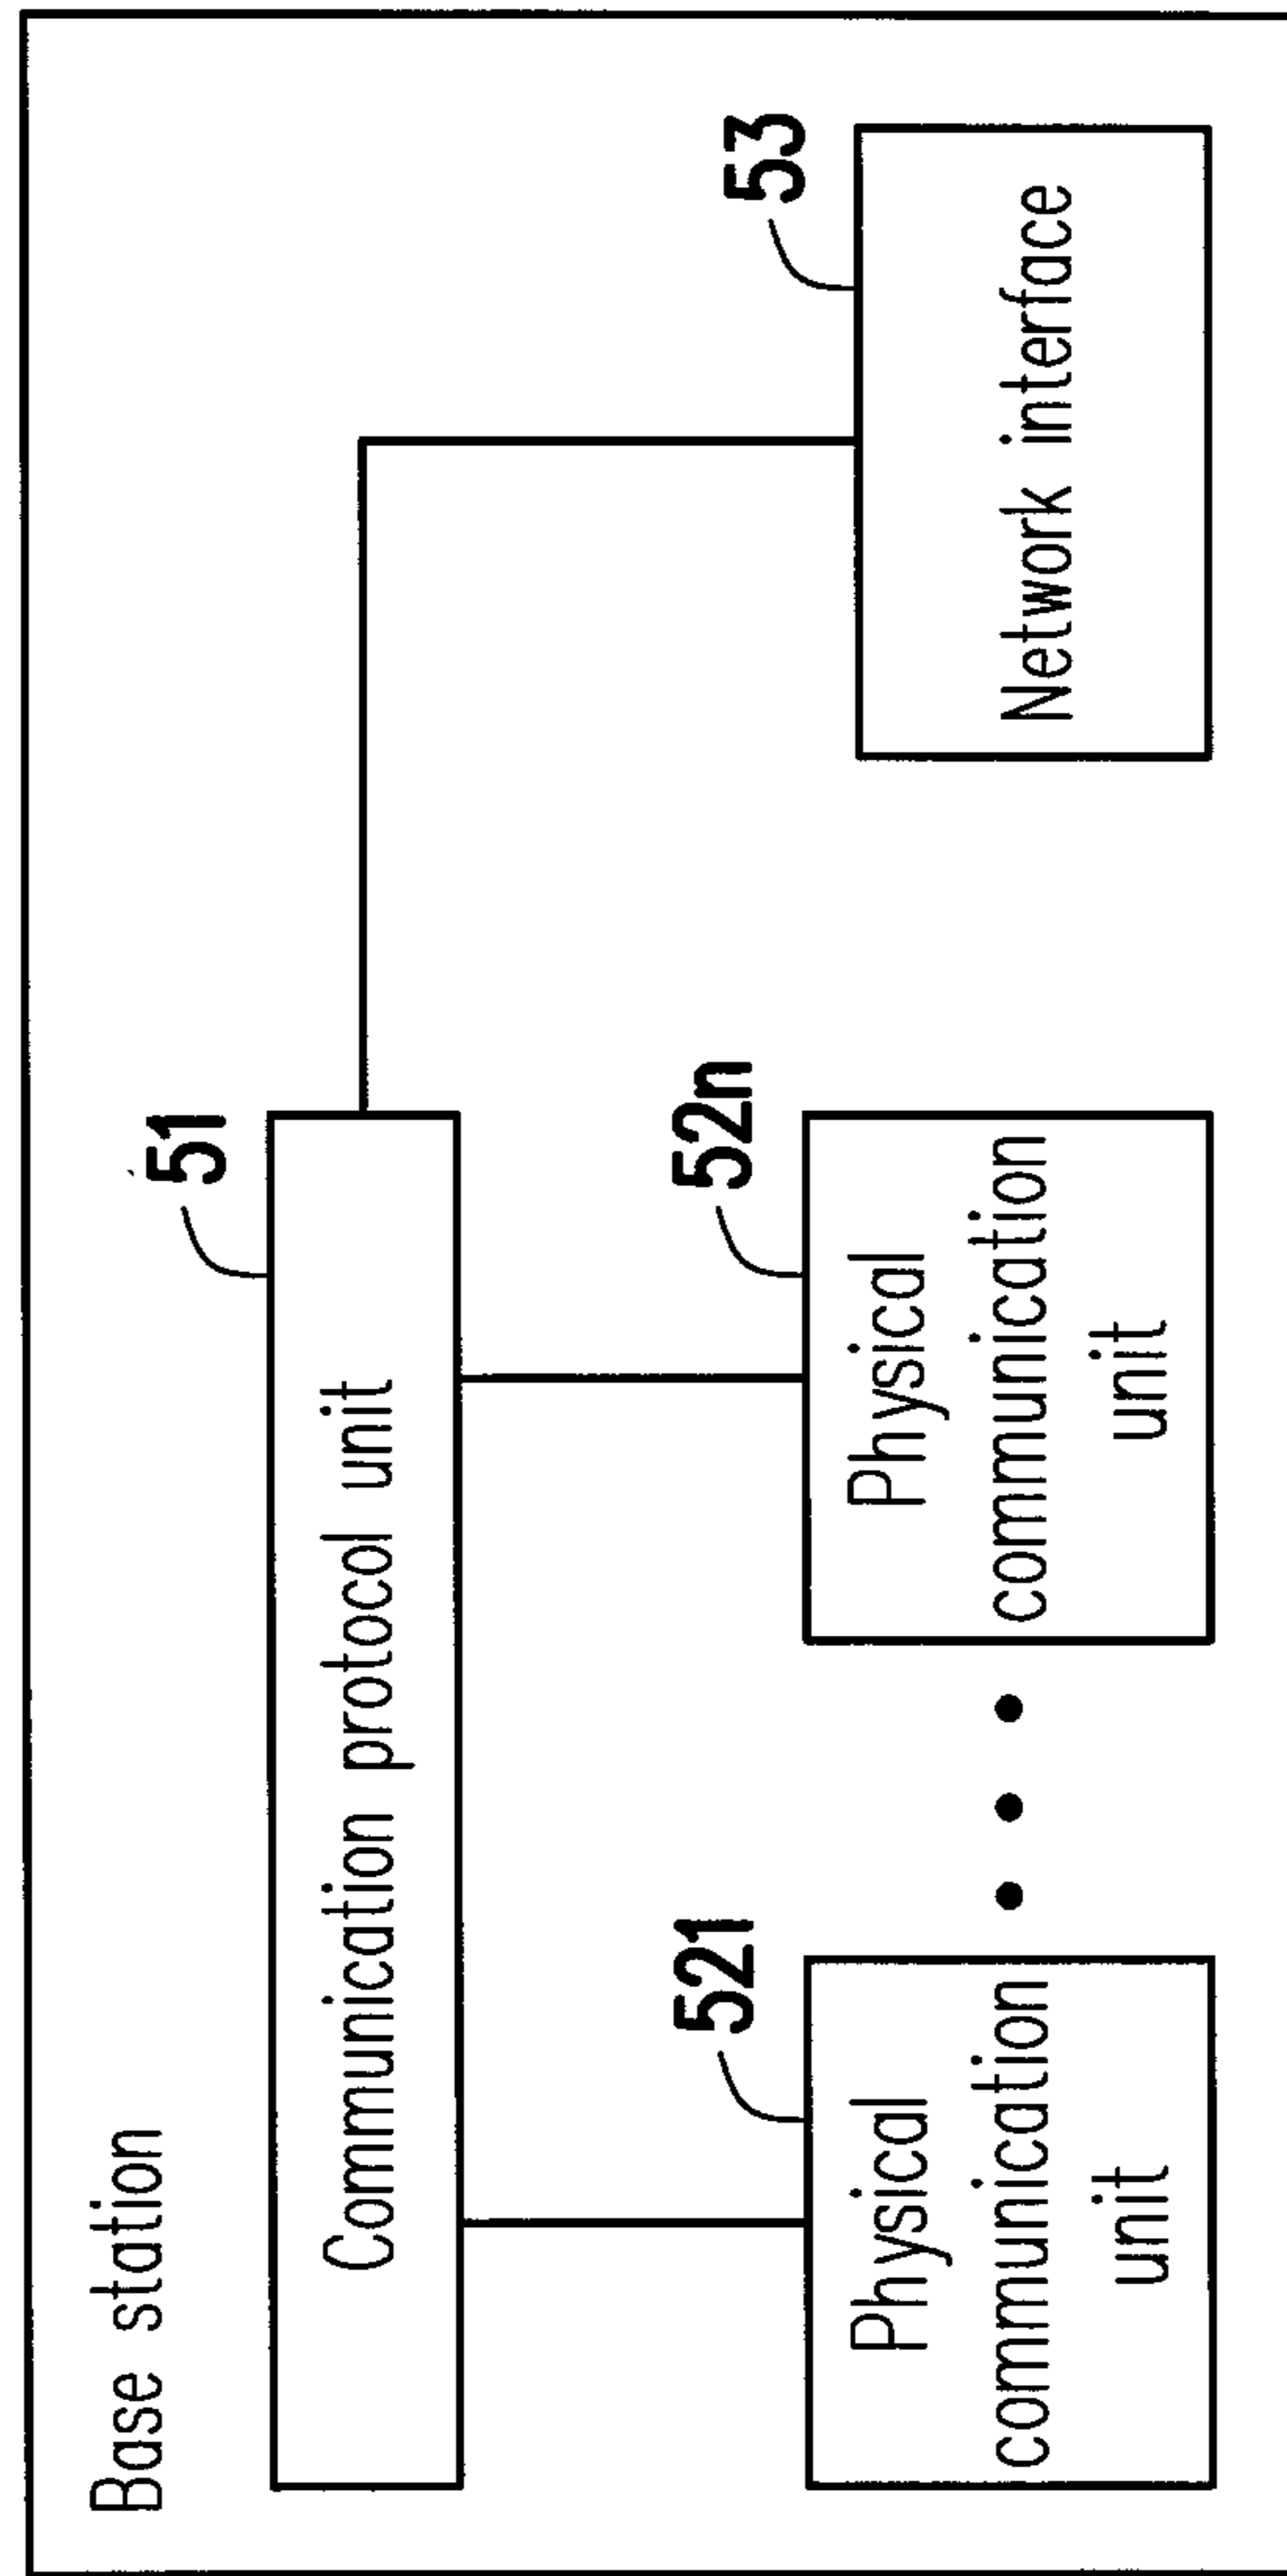 Base station
51
Communication protocol unit
521
Physical
communication
unit
52n
Physical
communication
unit
53
Network interface